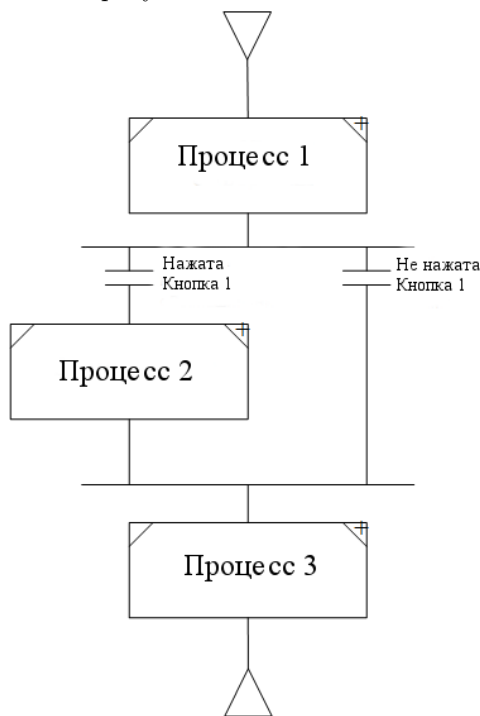 Процесс 1
Нажата
Кнопка 1
Не нажата
Кнопка 1
Процесс 2
Процесс 3